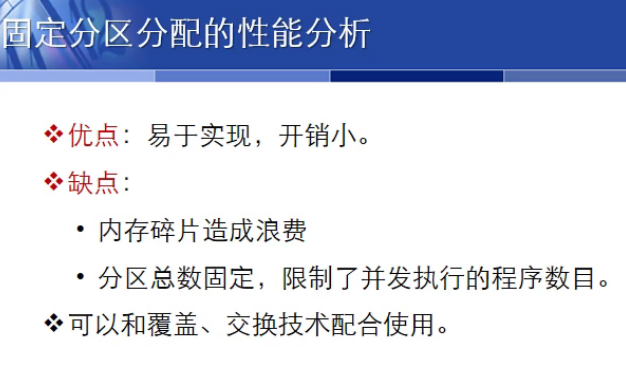 固定分区分配的性能分析
❖优点：易于实现，开销小。
❖缺点：
• 内存碎片造成浪费
• 分区总数固定，限制了并发执行的程序数目。
❖可以和覆盖、交换技术配合使用。